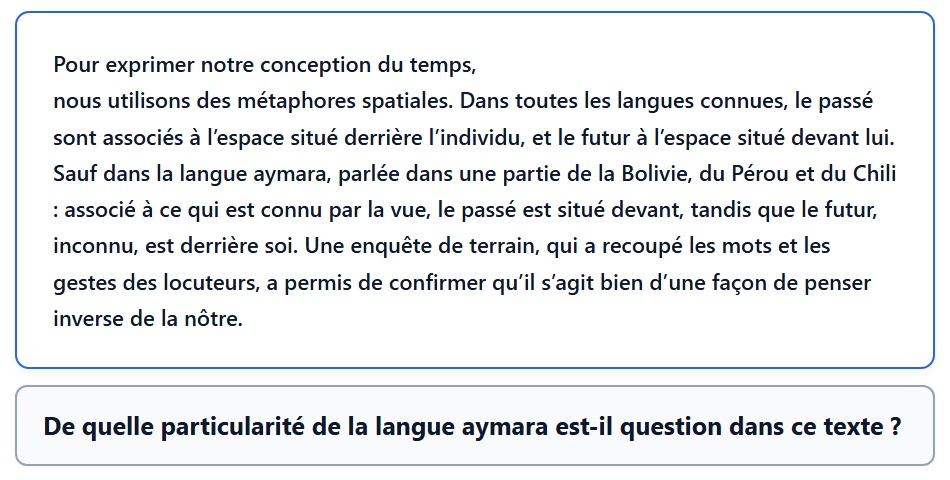 Pour exprimer notre conception du temps,
nous utilisons des métaphores spatiales. Dans toutes les langues connues, le passé
sont associés à l’espace situé derrière l’individu, et le futur à l’espace situé devant lui.
Sauf dans la langue aymara, parlée dans une partie de la Bolivie, du Pérou et du Chili
: associé à ce qui est connu par la vue, le passé est situé devant, tandis que le futur,
inconnu, est derrière soi. Une enquête de terrain, qui a recoupé les mots et les
gestes des locuteurs, a permis de confirmer qu’il s’agit bien d’une façon de penser
inverse de la nôtre.
De quelle particularité de la langue aymara est-il question dans ce texte ?